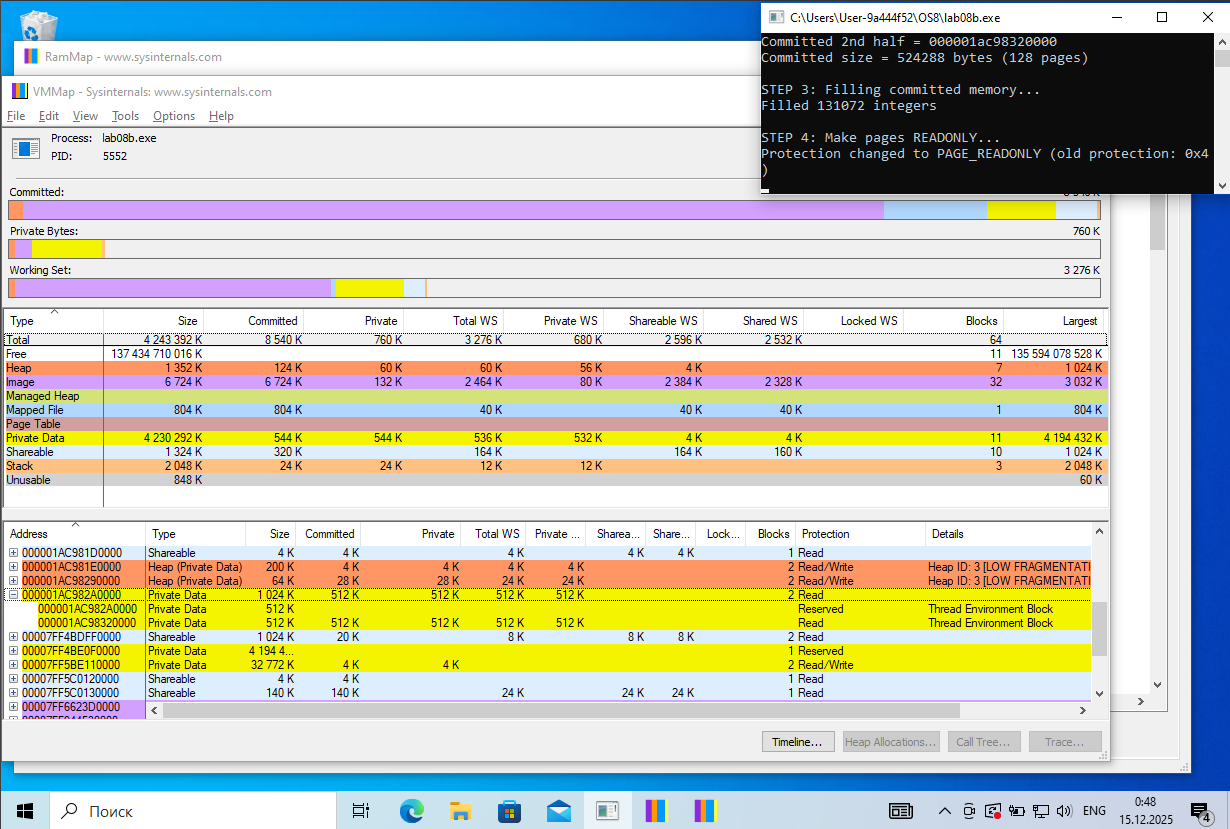 C:\Users\User-9a444f52\OS8\lab08b.exe
Committed 2nd half = 000001ac98320000
Committed size = 524288 bytes (128 pages)
STEP 3: Filling committed memory...
Filled 131072 integers
STEP 4: Make pages READONLY...
Protection changed to PAGE_READONLY (old protection: 0x4
)
RamMap - www.sysinternals.com
VMMap - Sysinternals: www.sysinternals.com
File Edit View Tools Options Help
Process: lab08b.exe
PID: 5552
Committed:
Private Bytes: 760 K
Working Set: 3 276 K
Type Size Committed Private Total WS Private WS Shareable WS Shared WS Locked WS Blocks Largest
Total 4 243 392 K 8 540 K 760 K 3 276 K 680 K 2 596 K 2 532 K 64
Free 137 434 710 016 K 11 135 594 078 528 K
Heap 1 352 K 124 K 60 K 60 K 56 K 4 K 7 1 024 K
Image 6 724 K 6 724 K 132 K 2 464 K 80 K 2 384 K 2 328 K 32 3 032 K
Managed Heap
Mapped File 804 K 804 K 40 K 40 K 40 K 1 804 K
Page Table
Private Data 4 230 292 K 544 K 544 K 536 K 532 K 4 K 4 K 11 4 194 432 K
Shareable 1 324 K 320 K 164 K 164 K 160 K 10 1 024 K
Stack 2 048 K 24 K 24 K 12 K 12 K 3 2 048 K
Unusable 848 K 60 K
Address Type Size Committed Private Total WS Private ... Sharea... Share... Lock... Blocks Protection Details
000001AC981D0000 Shareable 4 K 4 K 4 K 4 K 4 K 1 Read
000001AC981E0000 Heap (Private Data) 200 K 4 K 4 K 4 K 4 K 2 Read/Write Heap ID: 3 [LOW FRAGMENTATI
000001AC98290000 Heap (Private Data) 64 K 28 K 28 K 24 K 24 K 2 Read/Write Heap ID: 3 [LOW FRAGMENTATI
000001AC982A0000 Private Data 1 024 K 512 K 512 K 512 K 512 K 2 Read
000001AC982A0000 Private Data 512 K Reserved Thread Environment Block
000001AC98320000 Private Data 512 K 512 K 512 K 512 K 512 K Read Thread Environment Block
00007FF4BDFF0000 Shareable 1 024 K 20 K 8 K 8 K 8 K 2 Read
00007FF4BE0F0000 Private Data 4 194 4... 1 Reserved
00007FF5BE110000 Private Data 32 772 K 4 K 4 K 2 Read/Write
00007FF5C0120000 Shareable 4 K 4 K 1 Read
00007FF5C0130000 Shareable 140 K 140 K 24 K 24 K 24 K 1 Read
00007FF6623D0000
Timeline... Heap Allocations... Call Tree... Trace...
Поиск
ENG
0:48
15.12.2025
4